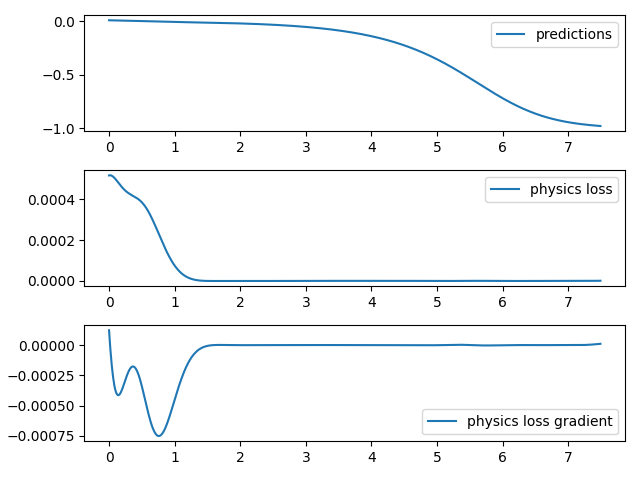 0.0
−0.5
−1.0
predictions
0 1 2 3 4 5 6 7
0.0004
0.0002
0.0000
physics loss
0 1 2 3 4 5 6 7
0.00000
−0.00025
−0.00050
−0.00075
physics loss gradient
0 1 2 3 4 5 6 7